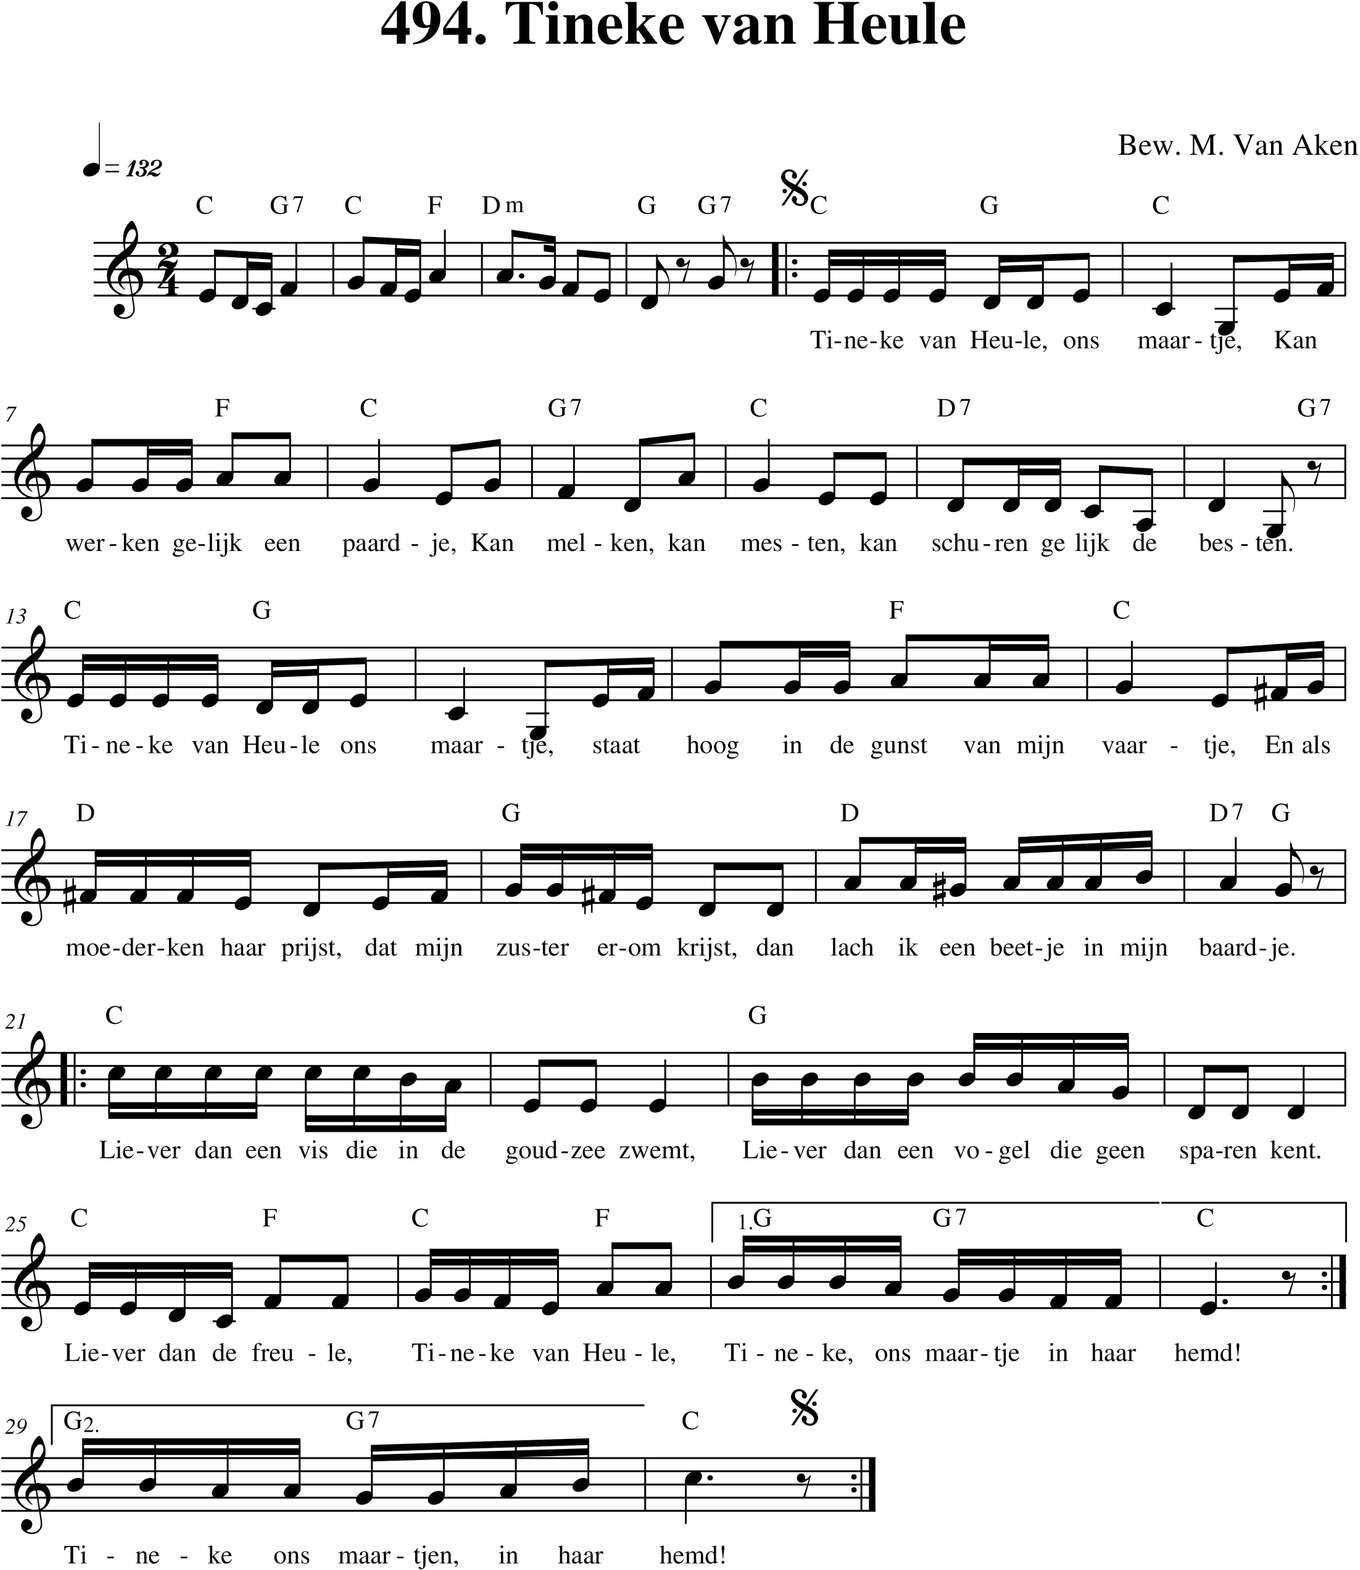 494. Tineke van Heule
Bew. M. Van Aken
= 132
C G7 C F Dm G G7 C G C
2
4
Ti-ne-ke van Heu-le, ons maar-tje, Kan
7
F C G7 C D7 G7
wer-ken ge-lijk een paard-je, Kan mel-ken, kan mes-ten, kan schu-ren ge lijk de bes-ten.
13
C G F C
Ti-ne-ke van Heu-le ons maar-tje, staat hoog in de gunst van mijn vaar-tje, En als
17
D G D D7 G
moe-der-ken haar prijst, dat mijn zus-ter er-om krijst, dan lach ik een beet-je in mijn baard-je.
21
C G
Lie-ver dan een vis die in de goud-zee zwemt, Lie-ver dan een vo-gel die geen spa-ren kent.
25
C F C F 1. G G7 C
Lie-ver dan de freu-le, Ti-ne-ke van Heu-le, Ti-ne-ke, ons maar-tje in haar hemd!
29
G 2. G7 C
Ti-ne-ke ons maar-tjen, in haar hemd!